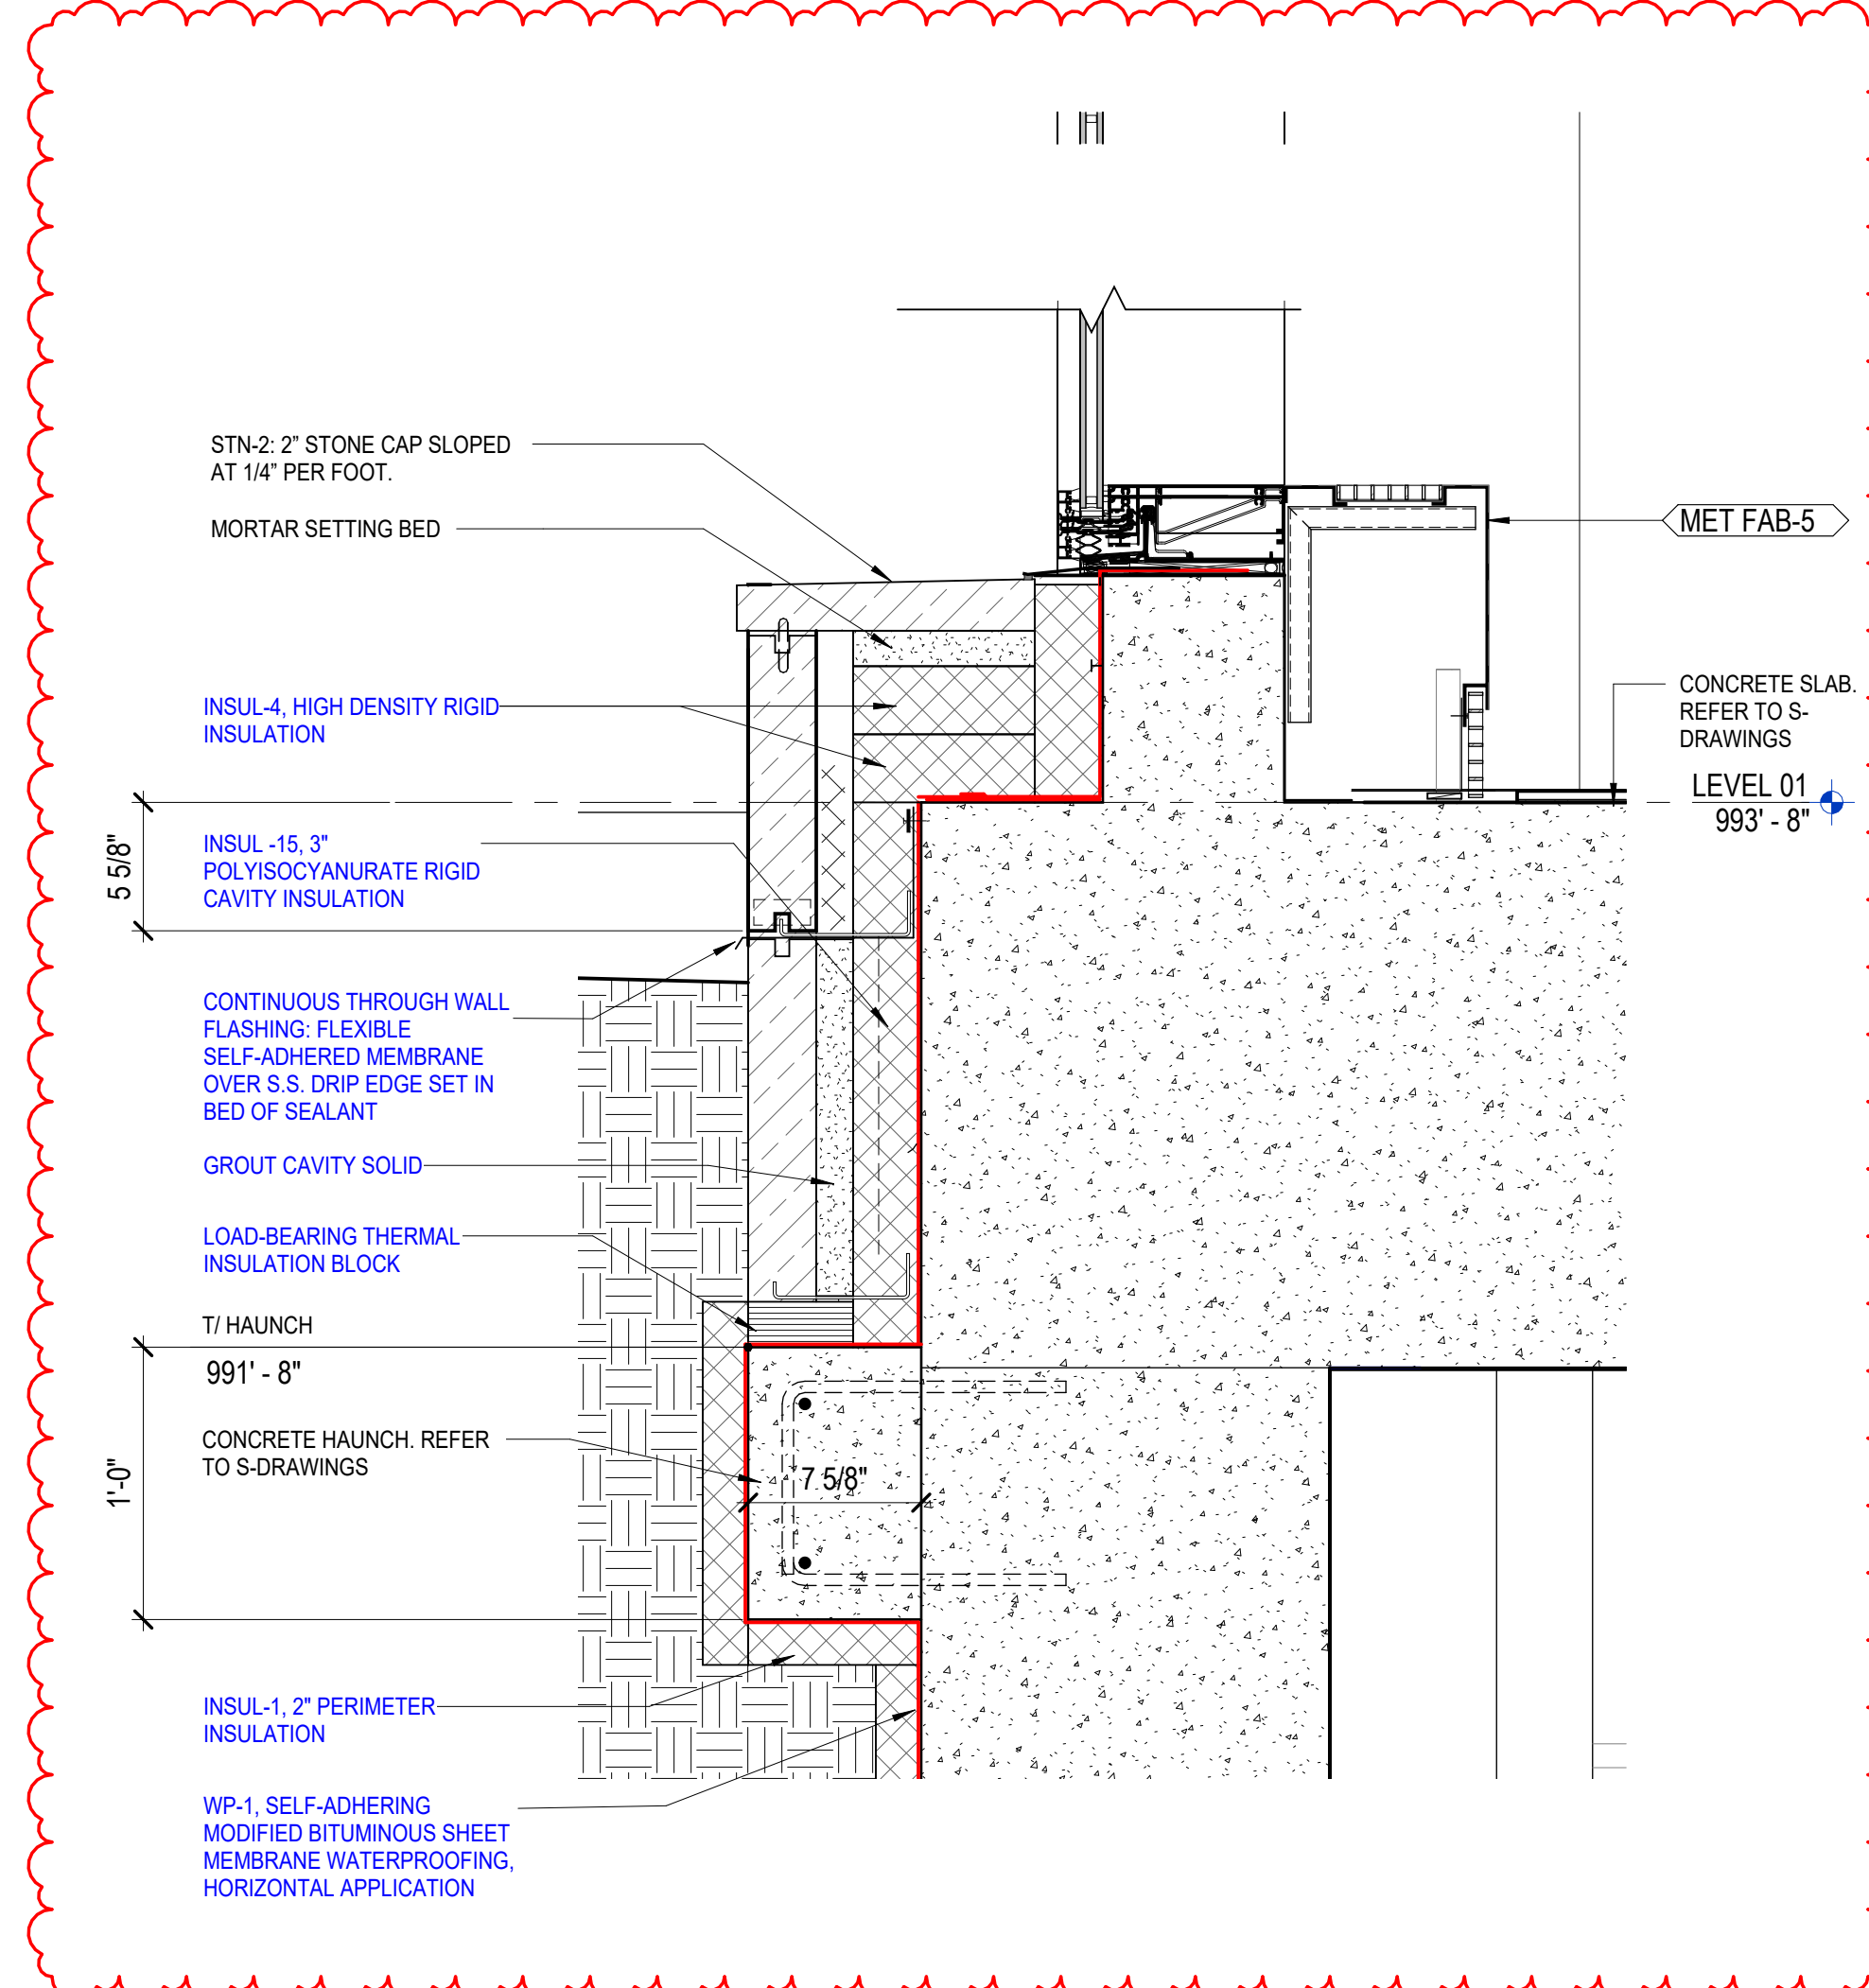 STN-2: 2” STONE CAP SLOPED
AT 1/4” PER FOOT.
MORTAR SETTING BED
MET FAB-5
INSUL-4, HIGH DENSITY RIGID
INSULATION
CONCRETE SLAB.
REFER TO S-
DRAWINGS
LEVEL 01
993' - 8"
5 5/8"
INSUL -15, 3"
POLYISOCYANURATE RIGID
CAVITY INSULATION
CONTINUOUS THROUGH WALL
FLASHING: FLEXIBLE
SELF-ADHERED MEMBRANE
OVER S.S. DRIP EDGE SET IN
BED OF SEALANT
GROUT CAVITY SOLID
LOAD-BEARING THERMAL
INSULATION BLOCK
T/ HAUNCH
991' - 8"
CONCRETE HAUNCH. REFER
TO S-DRAWINGS
1'-0"
7 5/8"
INSUL-1, 2" PERIMETER
INSULATION
WP-1, SELF-ADHERING
MODIFIED BITUMINOUS SHEET
MEMBRANE WATERPROOFING,
HORIZONTAL APPLICATION